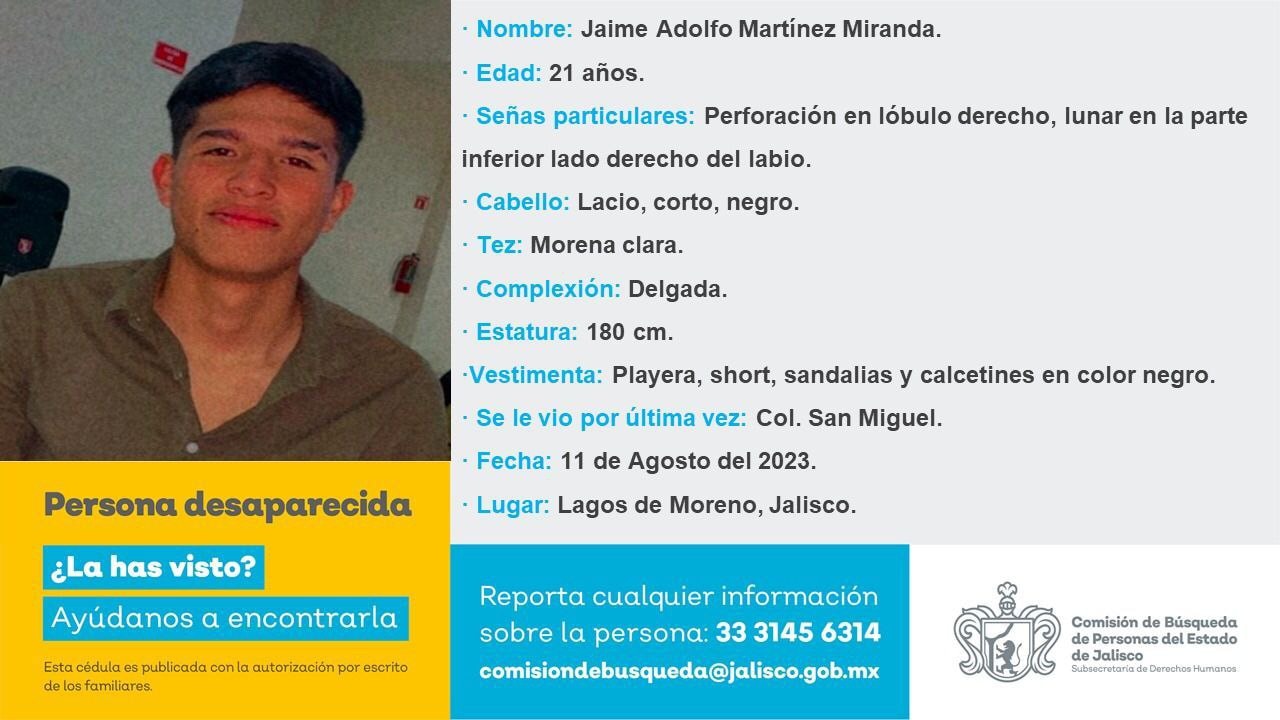 · Nombre: Jaime Adolfo Martínez Miranda.
· Edad: 21 años.
· Señas particulares: Perforación en lóbulo derecho, lunar en la parte
inferior lado derecho del labio.
· Cabello: Lacio, corto, negro.
· Tez: Morena clara.
· Complexión: Delgada.
· Estatura: 180 cm.
·Vestimenta: Playera, short, sandalias y calcetines en color negro.
· Se le vio por última vez: Col. San Miguel.
· Fecha: 11 de Agosto del 2023.
· Lugar: Lagos de Moreno, Jalisco.
Persona desaparecida
¿La has visto?
Ayúdanos a encontrarla
Esta cédula es publicada con la autorización por escrito
de los familiares.
Reporta cualquier información
sobre la persona: 33 3145 6314
comisiondebusqueda@jalisco.gob.mx
Comisión de Búsqueda
de Personas del Estado
de Jalisco
Subsecretaría de Derechos Humanos